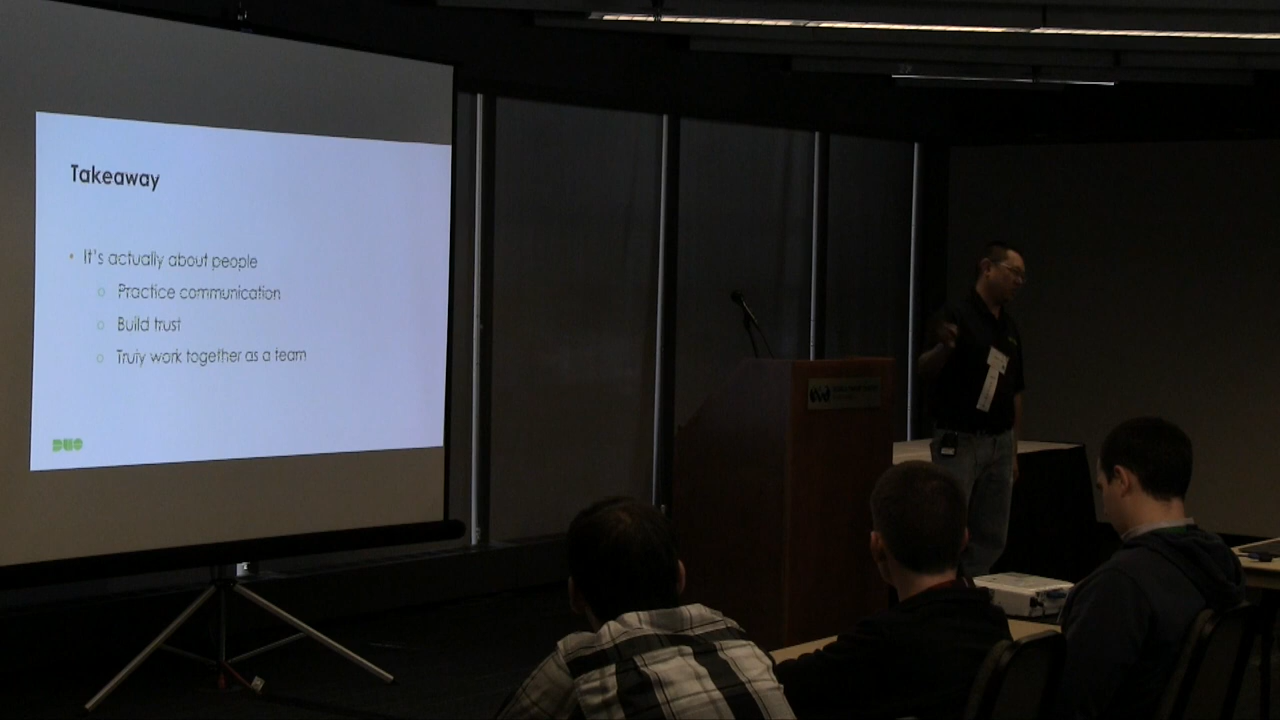 Takeaway
• It's actually about people
○ Practice communication
○ Build trust
○ Truly work together as a team
DUO